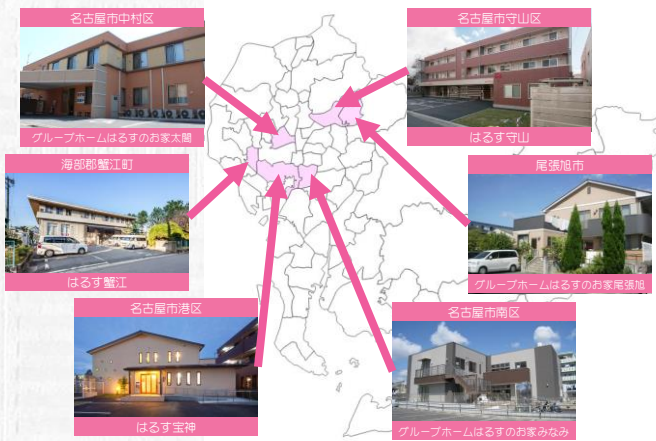 名古屋市中村区
グループホームはるすのお家太閤
名古屋市守山区
はるす守山
海部郡蟹江町
はるす蟹江
尾張旭市
グループホームはるすのお家尾張旭
名古屋市港区
はるす宝神
名古屋市南区
グループホームはるすのお家みなみ